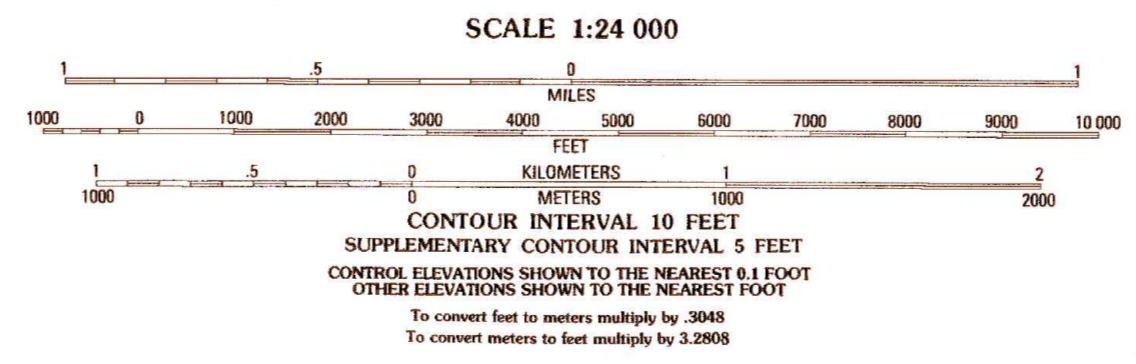 SCALE 1:24 000
1 .5 0 1
MILES
1000 0 1000 2000 3000 4000 5000 6000 7000 8000 9000 10 000
FEET
1 .5 0 KILOMETERS 1 2
1000 0 METERS 1000 2000
CONTOUR INTERVAL 10 FEET
SUPPLEMENTARY CONTOUR INTERVAL 5 FEET
CONTROL ELEVATIONS SHOWN TO THE NEAREST 0.1 FOOT
OTHER ELEVATIONS SHOWN TO THE NEAREST FOOT
To convert feet to meters multiply by .3048
To convert meters to feet multiply by 3.2808